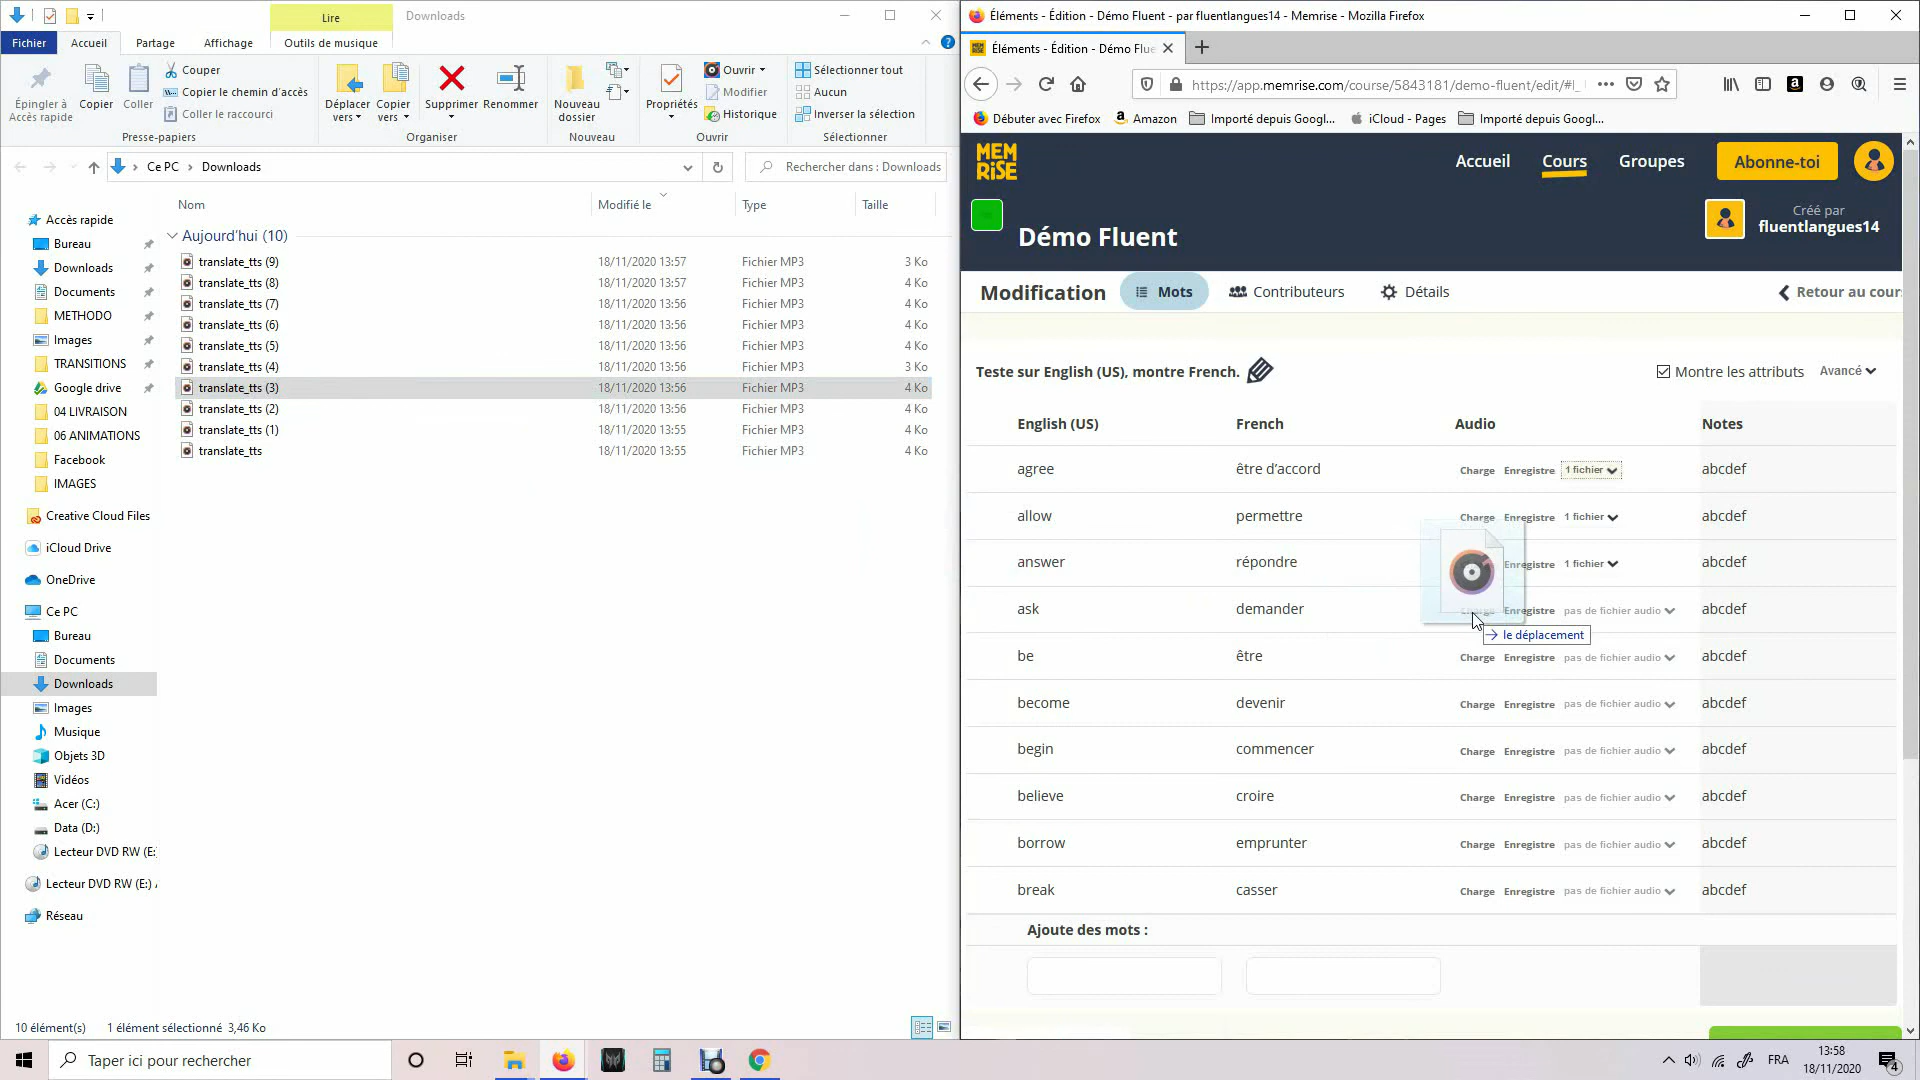 Lire
Downloads
Fichier
Accueil
Partage
Affichage
Outils de musique
Épingler à
Accès rapide
Copier
Coller
Couper
Copier le chemin d'accès
Coller le raccourci
Presse-papiers
Déplacer
vers
Copier
vers
Supprimer
Renommer
Organiser
Nouveau
dossier
Nouveau
Propriétés
Ouvrir
Modifier
Historique
Ouvrir
Sélectionner tout
Aucun
Inverser la sélection
Sélectionner
Ce PC
Downloads
Rechercher dans : Downloads
Nom
Modifié le
Type
Taille
Aujourd'hui (10)
translate_tts (9) 18/11/2020 13:57 Fichier MP3 3 Ko
translate_tts (8) 18/11/2020 13:57 Fichier MP3 4 Ko
translate_tts (7) 18/11/2020 13:56 Fichier MP3 4 Ko
translate_tts (6) 18/11/2020 13:56 Fichier MP3 4 Ko
translate_tts (5) 18/11/2020 13:56 Fichier MP3 4 Ko
translate_tts (4) 18/11/2020 13:56 Fichier MP3 3 Ko
translate_tts (3) 18/11/2020 13:56 Fichier MP3 4 Ko
translate_tts (2) 18/11/2020 13:56 Fichier MP3 4 Ko
translate_tts (1) 18/11/2020 13:55 Fichier MP3 4 Ko
translate_tts 18/11/2020 13:55 Fichier MP3 4 Ko
Accès rapide
Bureau
Downloads
Documents
METHODO
Images
TRANSITIONS
Google drive
04 LIVRAISON
06 ANIMATIONS
Facebook
IMAGES
Creative Cloud Files
iCloud Drive
OneDrive
Ce PC
Bureau
Documents
Downloads
Images
Musique
Objets 3D
Vidéos
Acer (C:)
Data (D:)
Lecteur DVD RW (E:
Lecteur DVD RW (E:)
Réseau
10 élément(s)
1 élément sélectionné 3,46 Ko
Éléments - Édition - Démo Fluent - par fluentlangues14 - Memrise - Mozilla Firefox
Éléments - Édition - Démo Flue
https://app.memrise.com/course/5843181/demo-fluent/edit/#l_
Débuter avec Firefox
Amazon
Importé depuis Googl...
iCloud - Pages
Importé depuis Googl...
MEM
RiSE
Accueil
Cours
Groupes
Abonne-toi
Démo Fluent
Créé par
fluentlangues14
Modification
Mots
Contributeurs
Détails
Retour au cour
Teste sur English (US), montre French.
Montre les attributs
Avancé
English (US) French Audio Notes
agree être d'accord Charge Enregistre 1 fichier abcdef
allow permettre Charge Enregistre 1 fichier abcdef
answer répondre Enregistre 1 fichier abcdef
ask demander Charge Enregistre pas de fichier audio abcdef
le déplacement
be être Charge Enregistre pas de fichier audio abcdef
become devenir Charge Enregistre pas de fichier audio abcdef
begin commencer Charge Enregistre pas de fichier audio abcdef
believe croire Charge Enregistre pas de fichier audio abcdef
borrow emprunter Charge Enregistre pas de fichier audio abcdef
break casser Charge Enregistre pas de fichier audio abcdef
Ajoute des mots :
Taper ici pour rechercher
FRA
13:58
18/11/2020
4